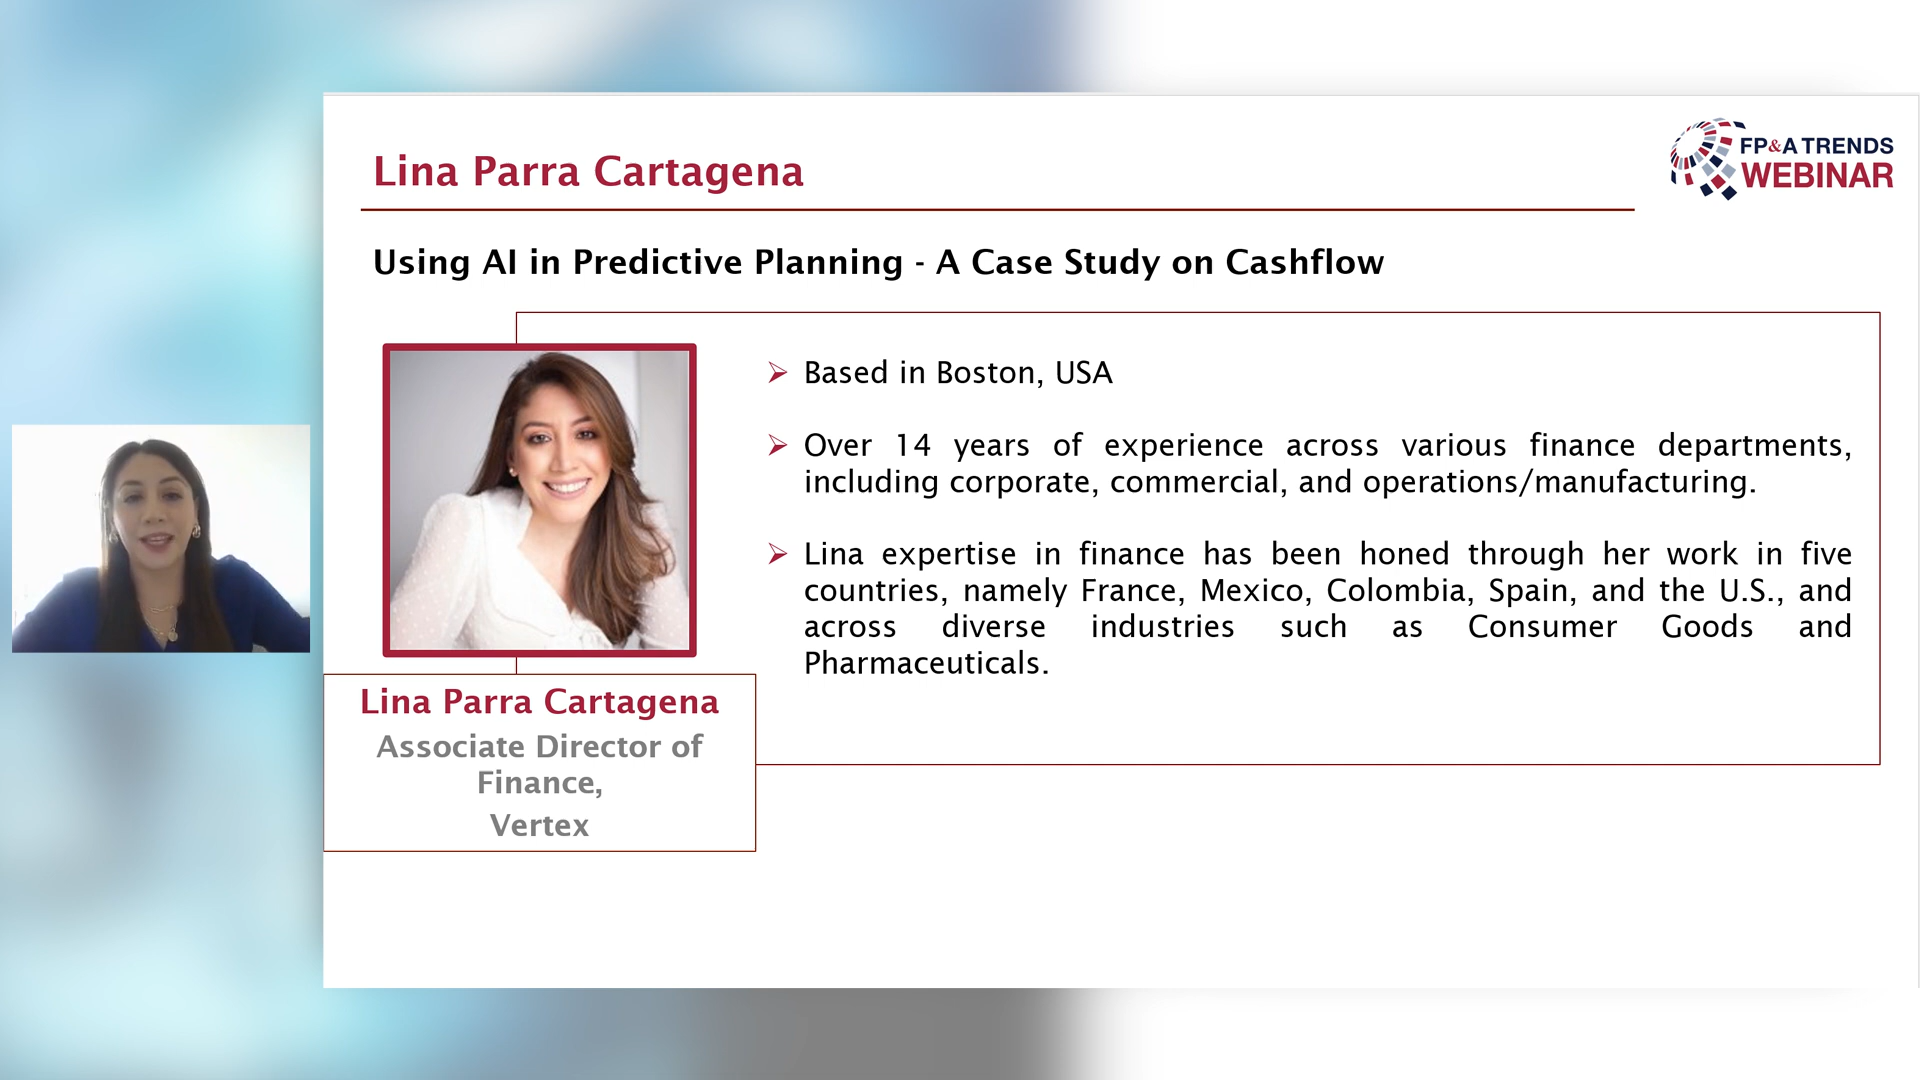 Lina Parra Cartagena
FP&A TRENDS
WEBINAR
Using AI in Predictive Planning - A Case Study on Cashflow
➢ Based in Boston, USA
➢ Over 14 years of experience across various finance departments,
including corporate, commercial, and operations/manufacturing.
➢ Lina expertise in finance has been honed through her work in five
countries, namely France, Mexico, Colombia, Spain, and the U.S., and
across diverse industries such as Consumer Goods and
Pharmaceuticals.
Lina Parra Cartagena
Associate Director of
Finance,
Vertex